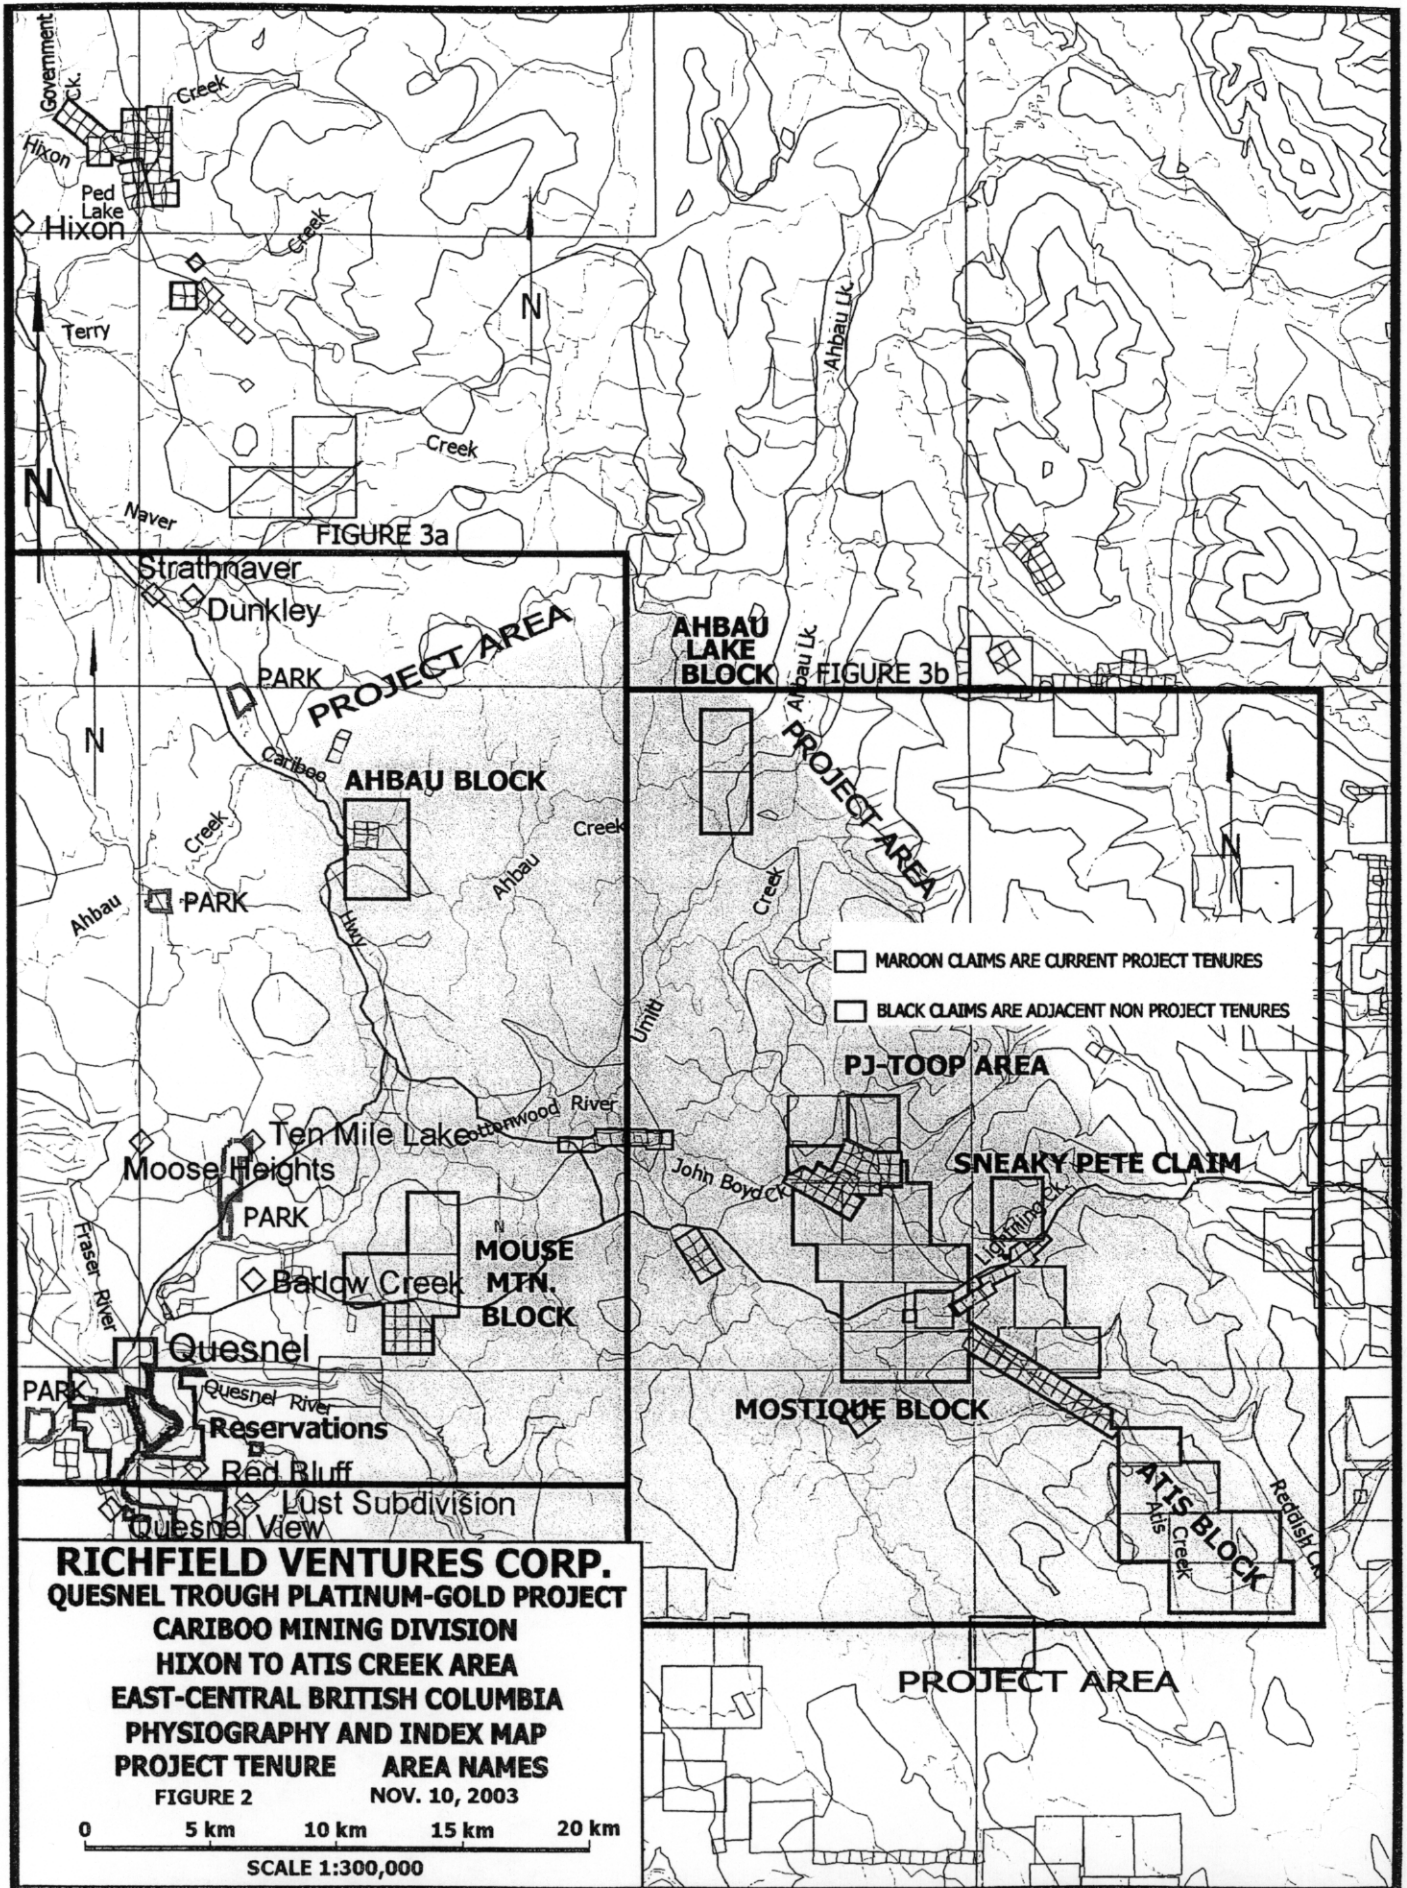 Government
Ck.
Creek
Hixon
Ped
Lake
Hixon
Creek
N
Terry
Ahbau Lk.
Creek
N
Naver
FIGURE 3a
Strathnaver
Dunkley
PROJECT AREA
AHBAU
LAKE
BLOCK
Ahbau Lk.
FIGURE 3b
PARK
N
Cariboo
AHBAU BLOCK
PROJECT AREA
Creek
Creek
Ahbau
N
Ahbau
PARK
Creek
Hwy
MAROON CLAIMS ARE CURRENT PROJECT TENURES
BLACK CLAIMS ARE ADJACENT NON PROJECT TENURES
Umiti
PJ-TOOP AREA
Cottonwood River
Ten Mile Lake
Moose Heights
John Boyd Ck.
SNEAKY PETE CLAIM
PARK
Lightning Ck.
N
Fraser River
MOUSE
MTN.
BLOCK
Barlow Creek
Quesnel
PARK
Quesnel River
Reservations
MOSTIQUE BLOCK
Red Bluff
ATIS BLOCK
Atis
Creek
Reddish Ck.
Lust Subdivision
Quesnel View
RICHFIELD VENTURES CORP.
QUESNEL TROUGH PLATINUM-GOLD PROJECT
CARIBOO MINING DIVISION
HIXON TO ATIS CREEK AREA
EAST-CENTRAL BRITISH COLUMBIA
PHYSIOGRAPHY AND INDEX MAP
PROJECT TENURE AREA NAMES
FIGURE 2 NOV. 10, 2003
0 5 km 10 km 15 km 20 km
SCALE 1:300,000
PROJECT AREA